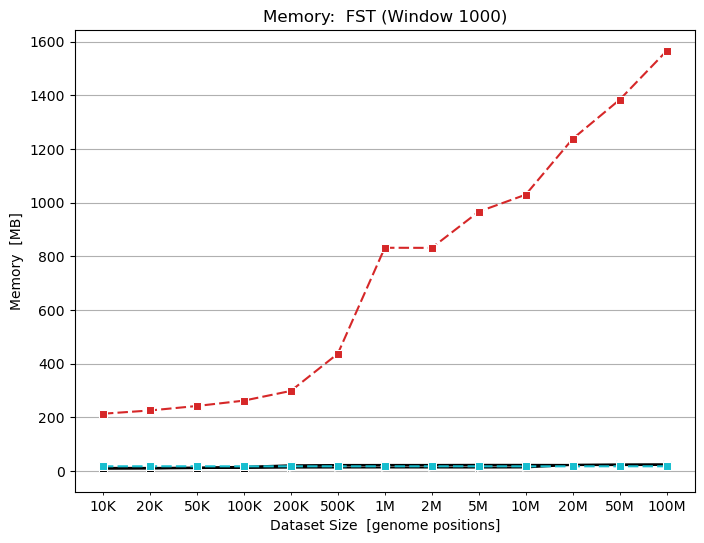 Memory:  FST (Window 1000)
Memory  [MB]
1600
1400
1200
1000
800
600
400
200
0
10K 20K 50K 100K 200K 500K 1M 2M 5M 10M 20M 50M 100M
Dataset Size  [genome positions]